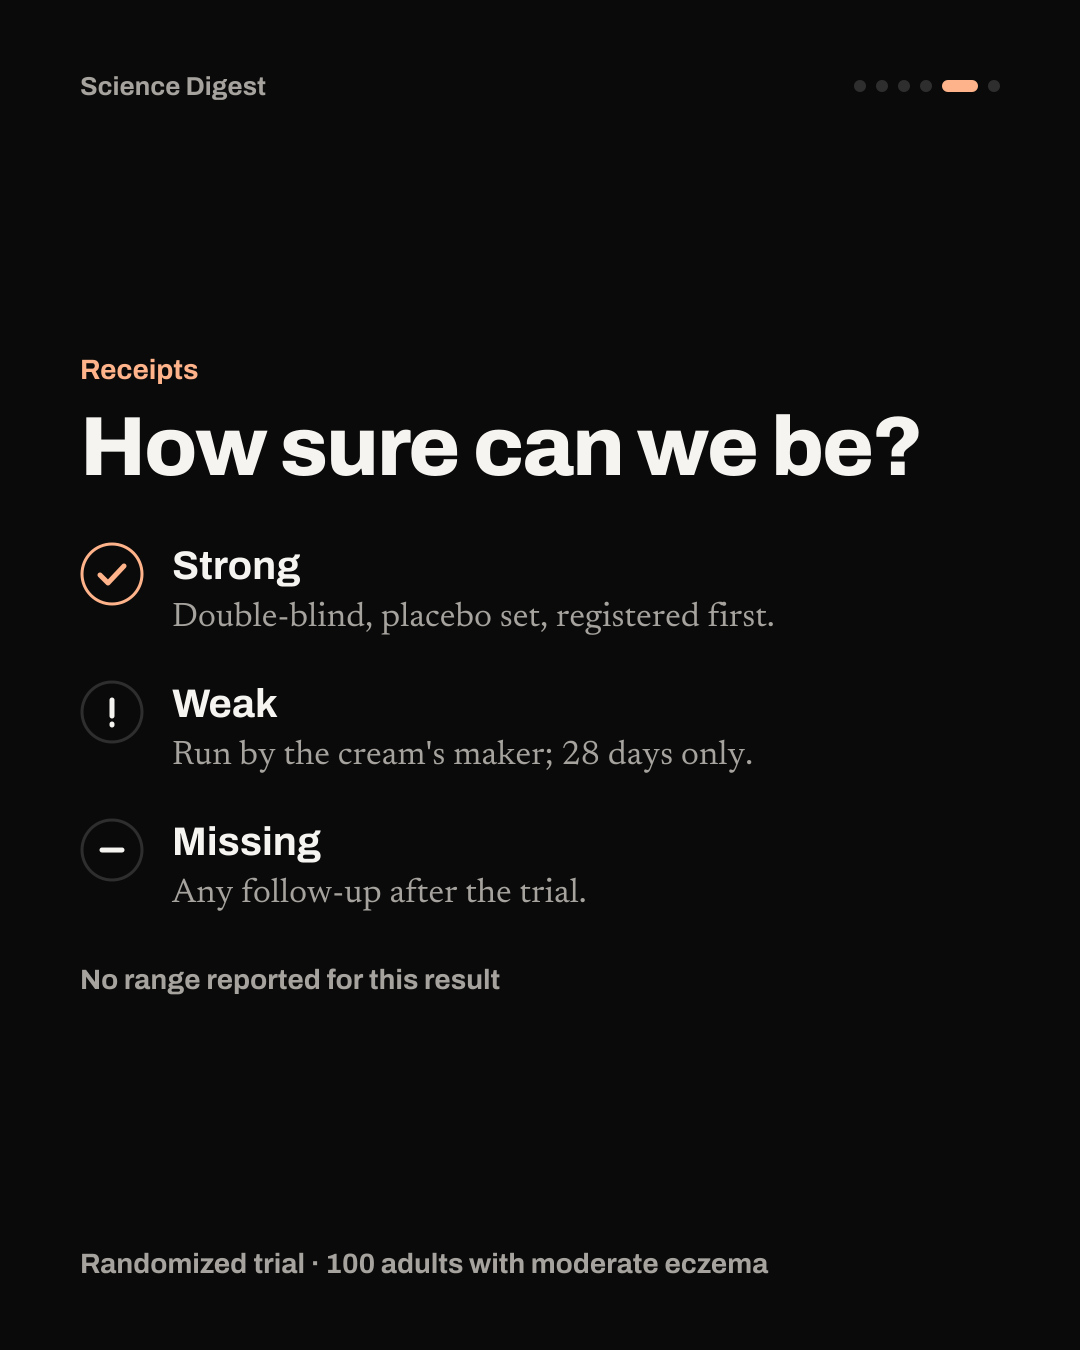 Science Digest
Receipts
How sure can we be?
Strong
Double-blind, placebo set, registered first.
Weak
Run by the cream's maker; 28 days only.
Missing
Any follow-up after the trial.
No range reported for this result
Randomized trial · 100 adults with moderate eczema